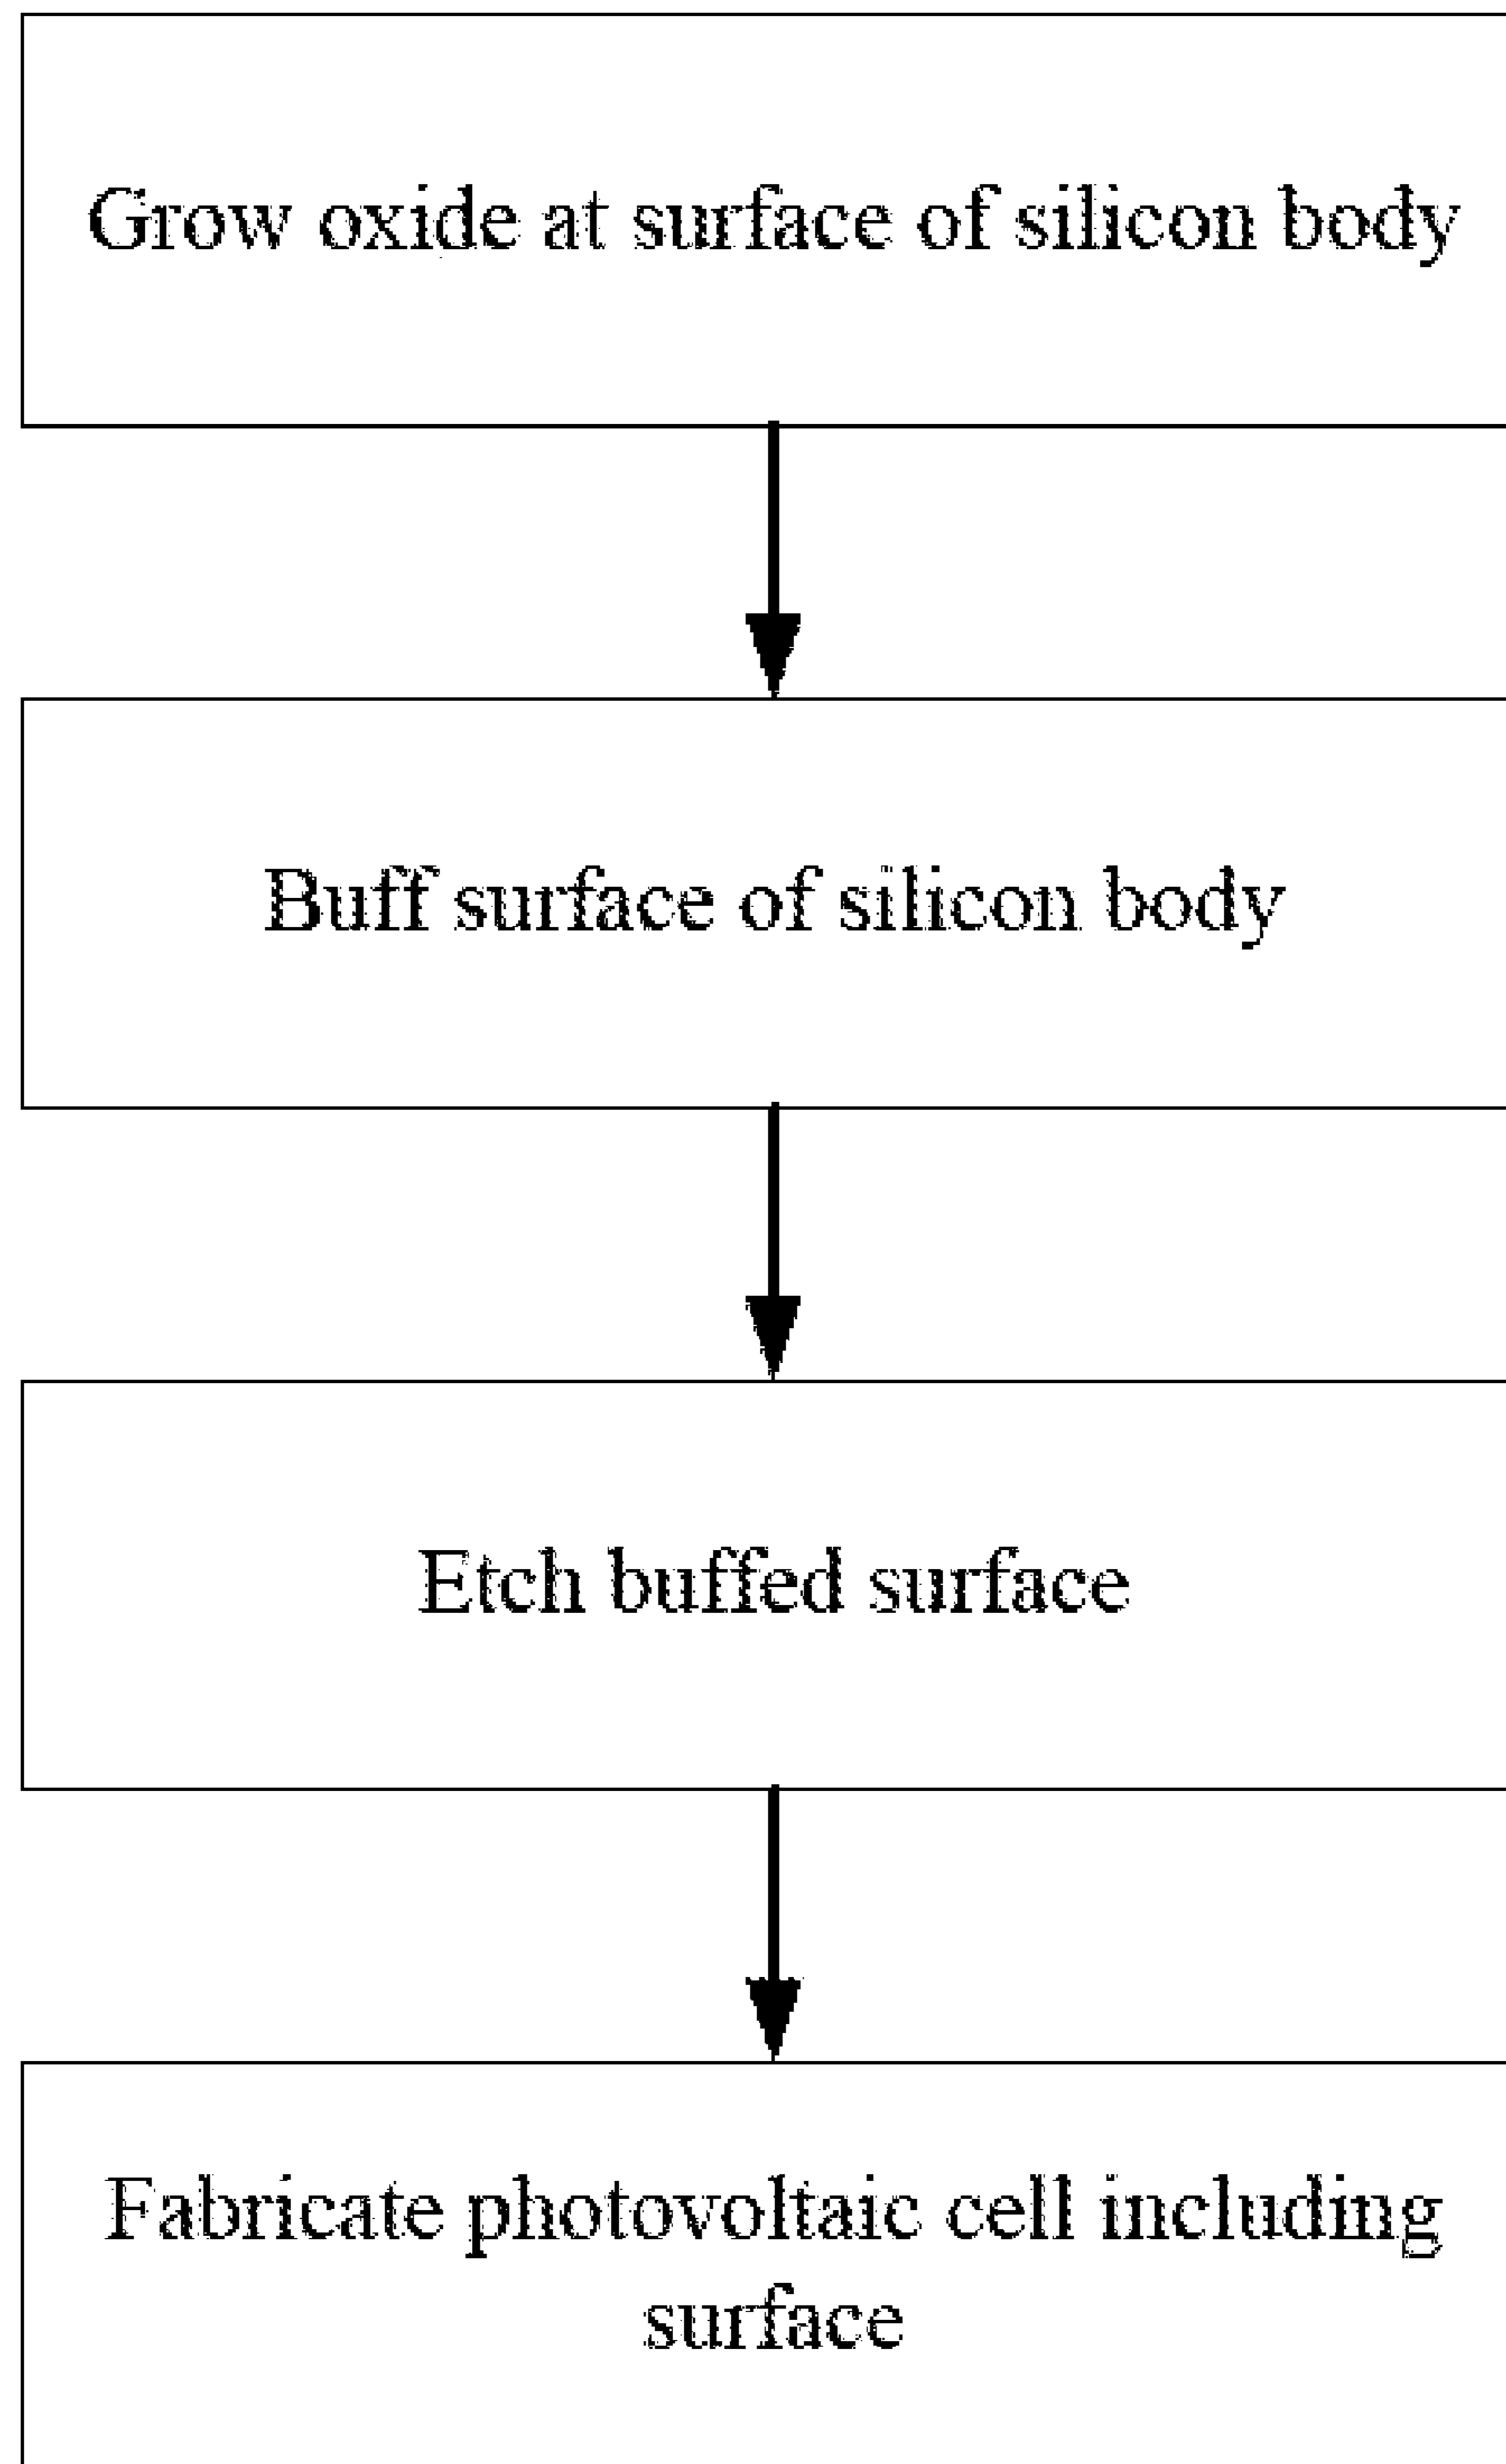 Grow oxide at surface of silicon body
Buff surface of silicon body
Etch buffed surface
Fabricate photovoltaic cell including
surface